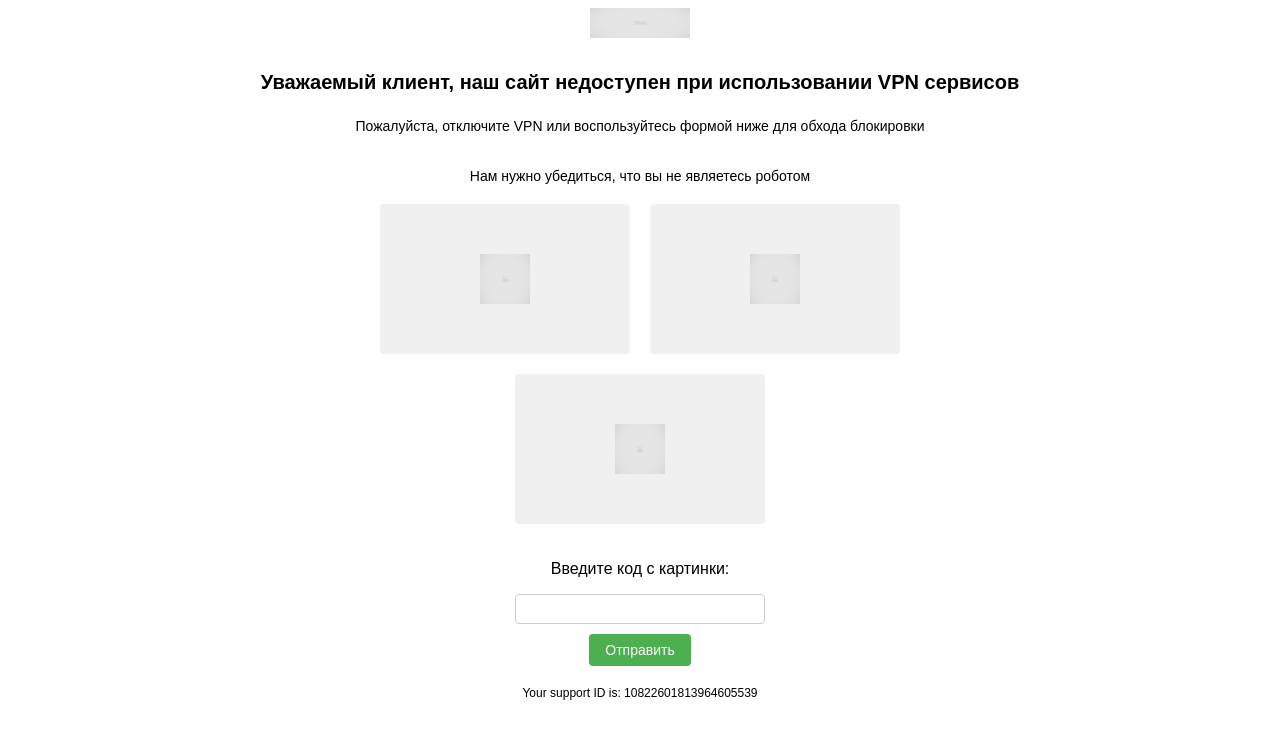 Уважаемый клиент, наш сайт недоступен при использовании VPN сервисов
Пожалуйста, отключите VPN или воспользуйтесь формой ниже для обхода блокировки
Нам нужно убедиться, что вы не являетесь роботом
Введите код с картинки:
Отправить
Your support ID is: 10822601813964605539